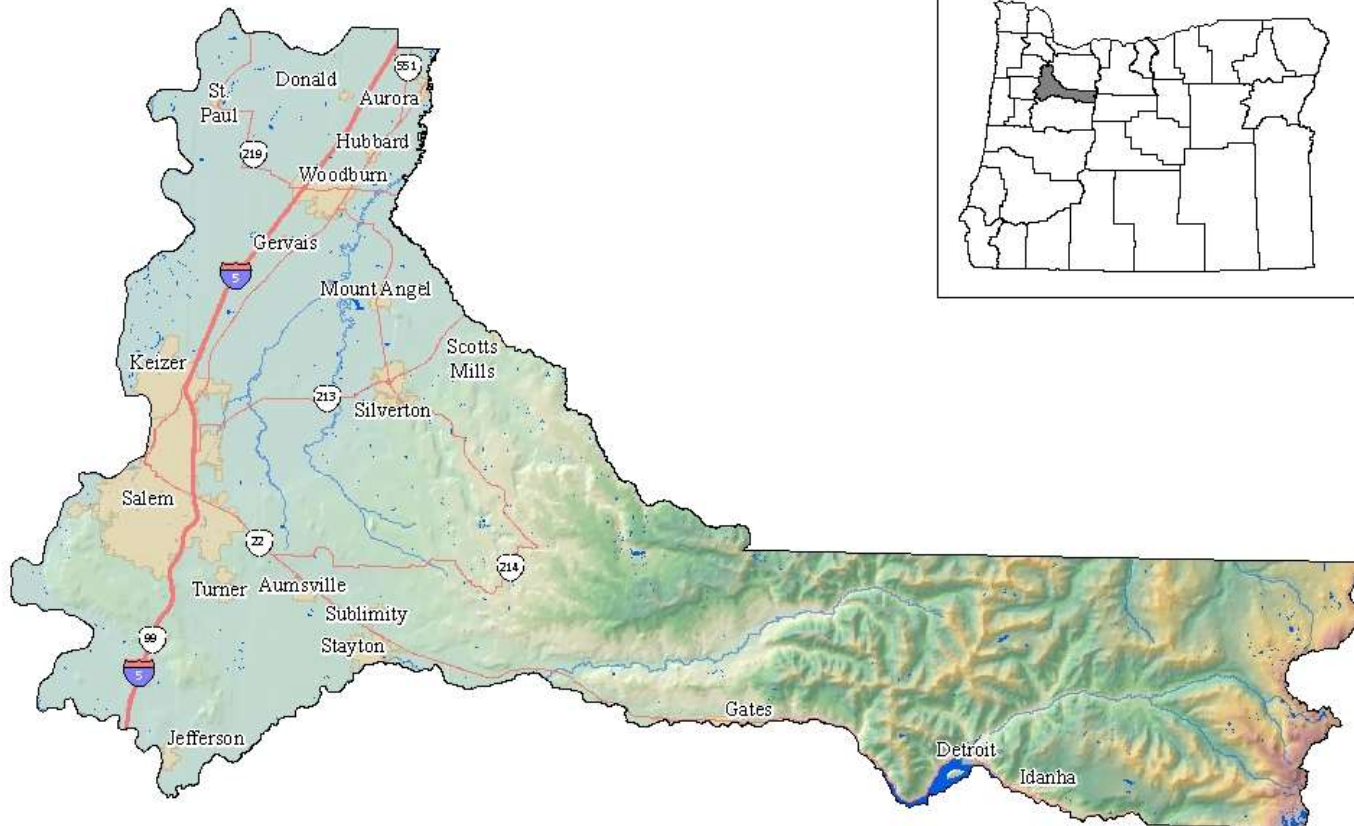 551
Donald
St.
Paul
Aurora
Hubbard
219
Woodburn
Gervais
5
Mount Angel
Scotts
Mills
Keizer
213
Silverton
Salem
22
214
Turner
Aumsville
Sublimity
99
Stayton
5
Gates
Jefferson
Detroit
Idanha